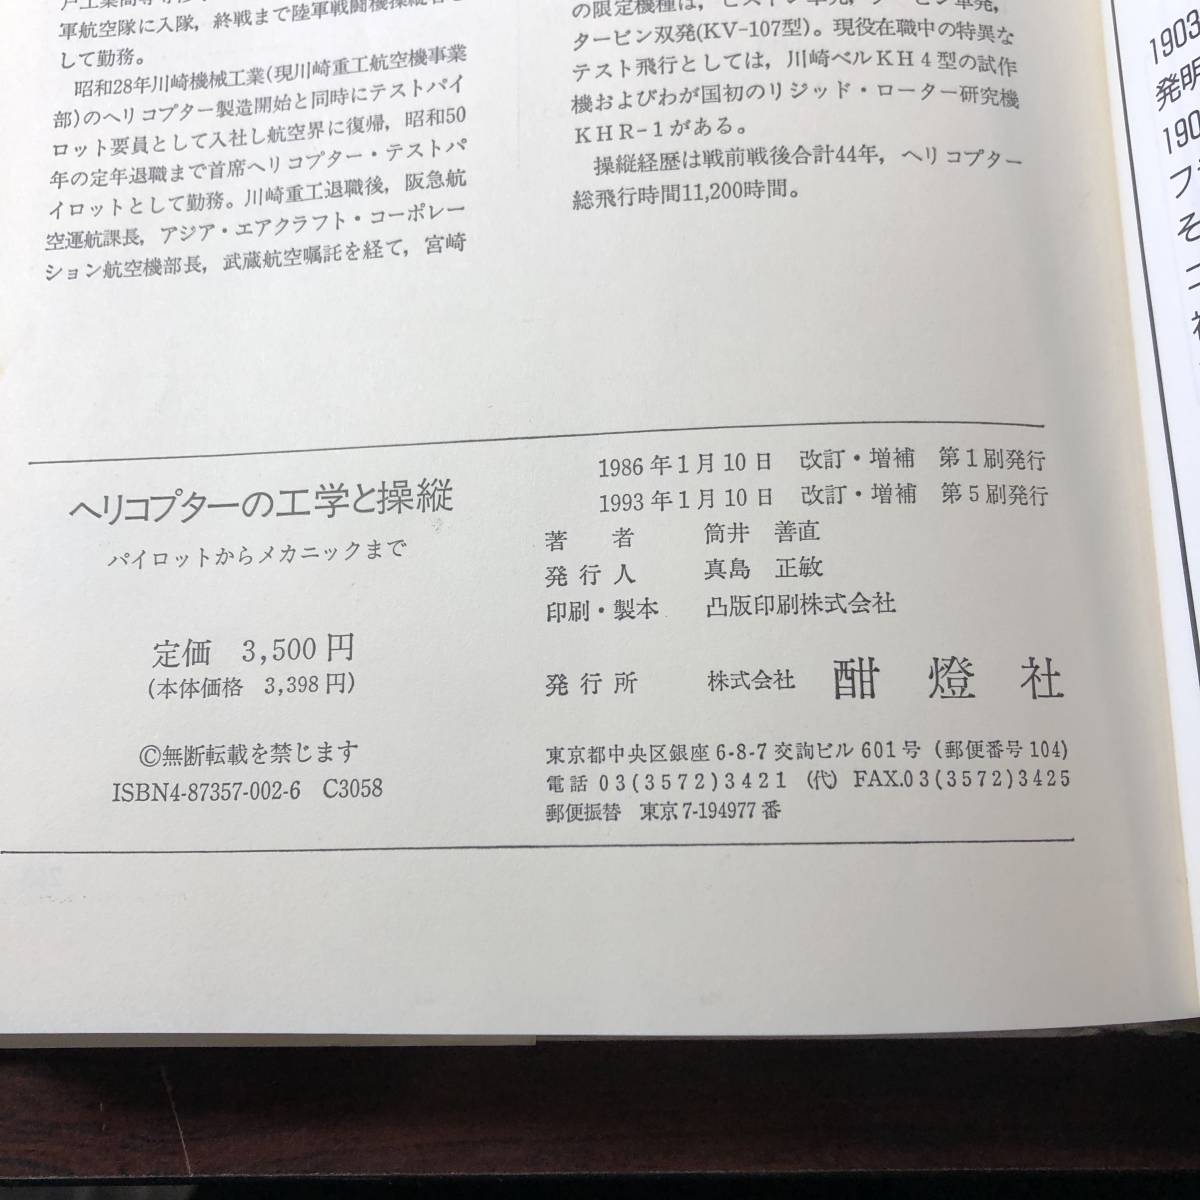 軍航空隊に入隊，終戦まで陸軍戦闘機操縦者と
して勤務。
昭和28年川崎機械工業(現川崎重工航空機事業
部)のヘリコプター製造開始と同時にテストパイ
ロット要員として入社し航空界に復帰，昭和50
年の定年退職まで首席ヘリコプター・テストパ
イロットとして勤務。川崎重工退職後，阪急航
空運航課長，アジア・エアクラフト・コーポレー
ション航空機部長，武蔵航空嘱託を経て，宮崎
の限定機種は，ピストン単発，タービン単発，
タービン双発(KV-107型)。現役在職中の特異な
テスト飛行としては，川崎ベルKH4型の試作
機およびわが国初のリジッド・ローター研究機
KHR-1がある。
操縦経歴は戦前戦後合計44年，ヘリコプター
総飛行時間11,200時間。
ヘリコプターの工学と操縦
パイロットからメカニックまで
定価 3,500円
(本体価格 3,398円)
©無断転載を禁じます
ISBN4-87357-002-6 C3058
1986年1月10日 改訂・増補 第1刷発行
1993年1月10日 改訂・増補 第5刷発行
著者 筒井 善直
発行人 真島 正敏
印刷・製本 凸版印刷株式会社
発行所 株式会社 酣燈社
東京都中央区銀座6-8-7交詢ビル601号(郵便番号104)
電話03(3572)3421 (代) FAX.03(3572)3425
郵便振替 東京7-194977番
1903
発明
190
フ
そ